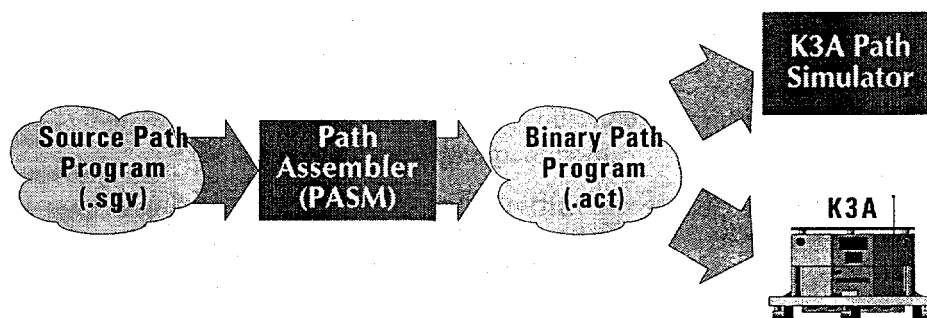 Source Path
Program
(.sgv)
Path
Assembler
(PASM)
Binary Path
Program
(.act)
K3A Path
Simulator
K3A